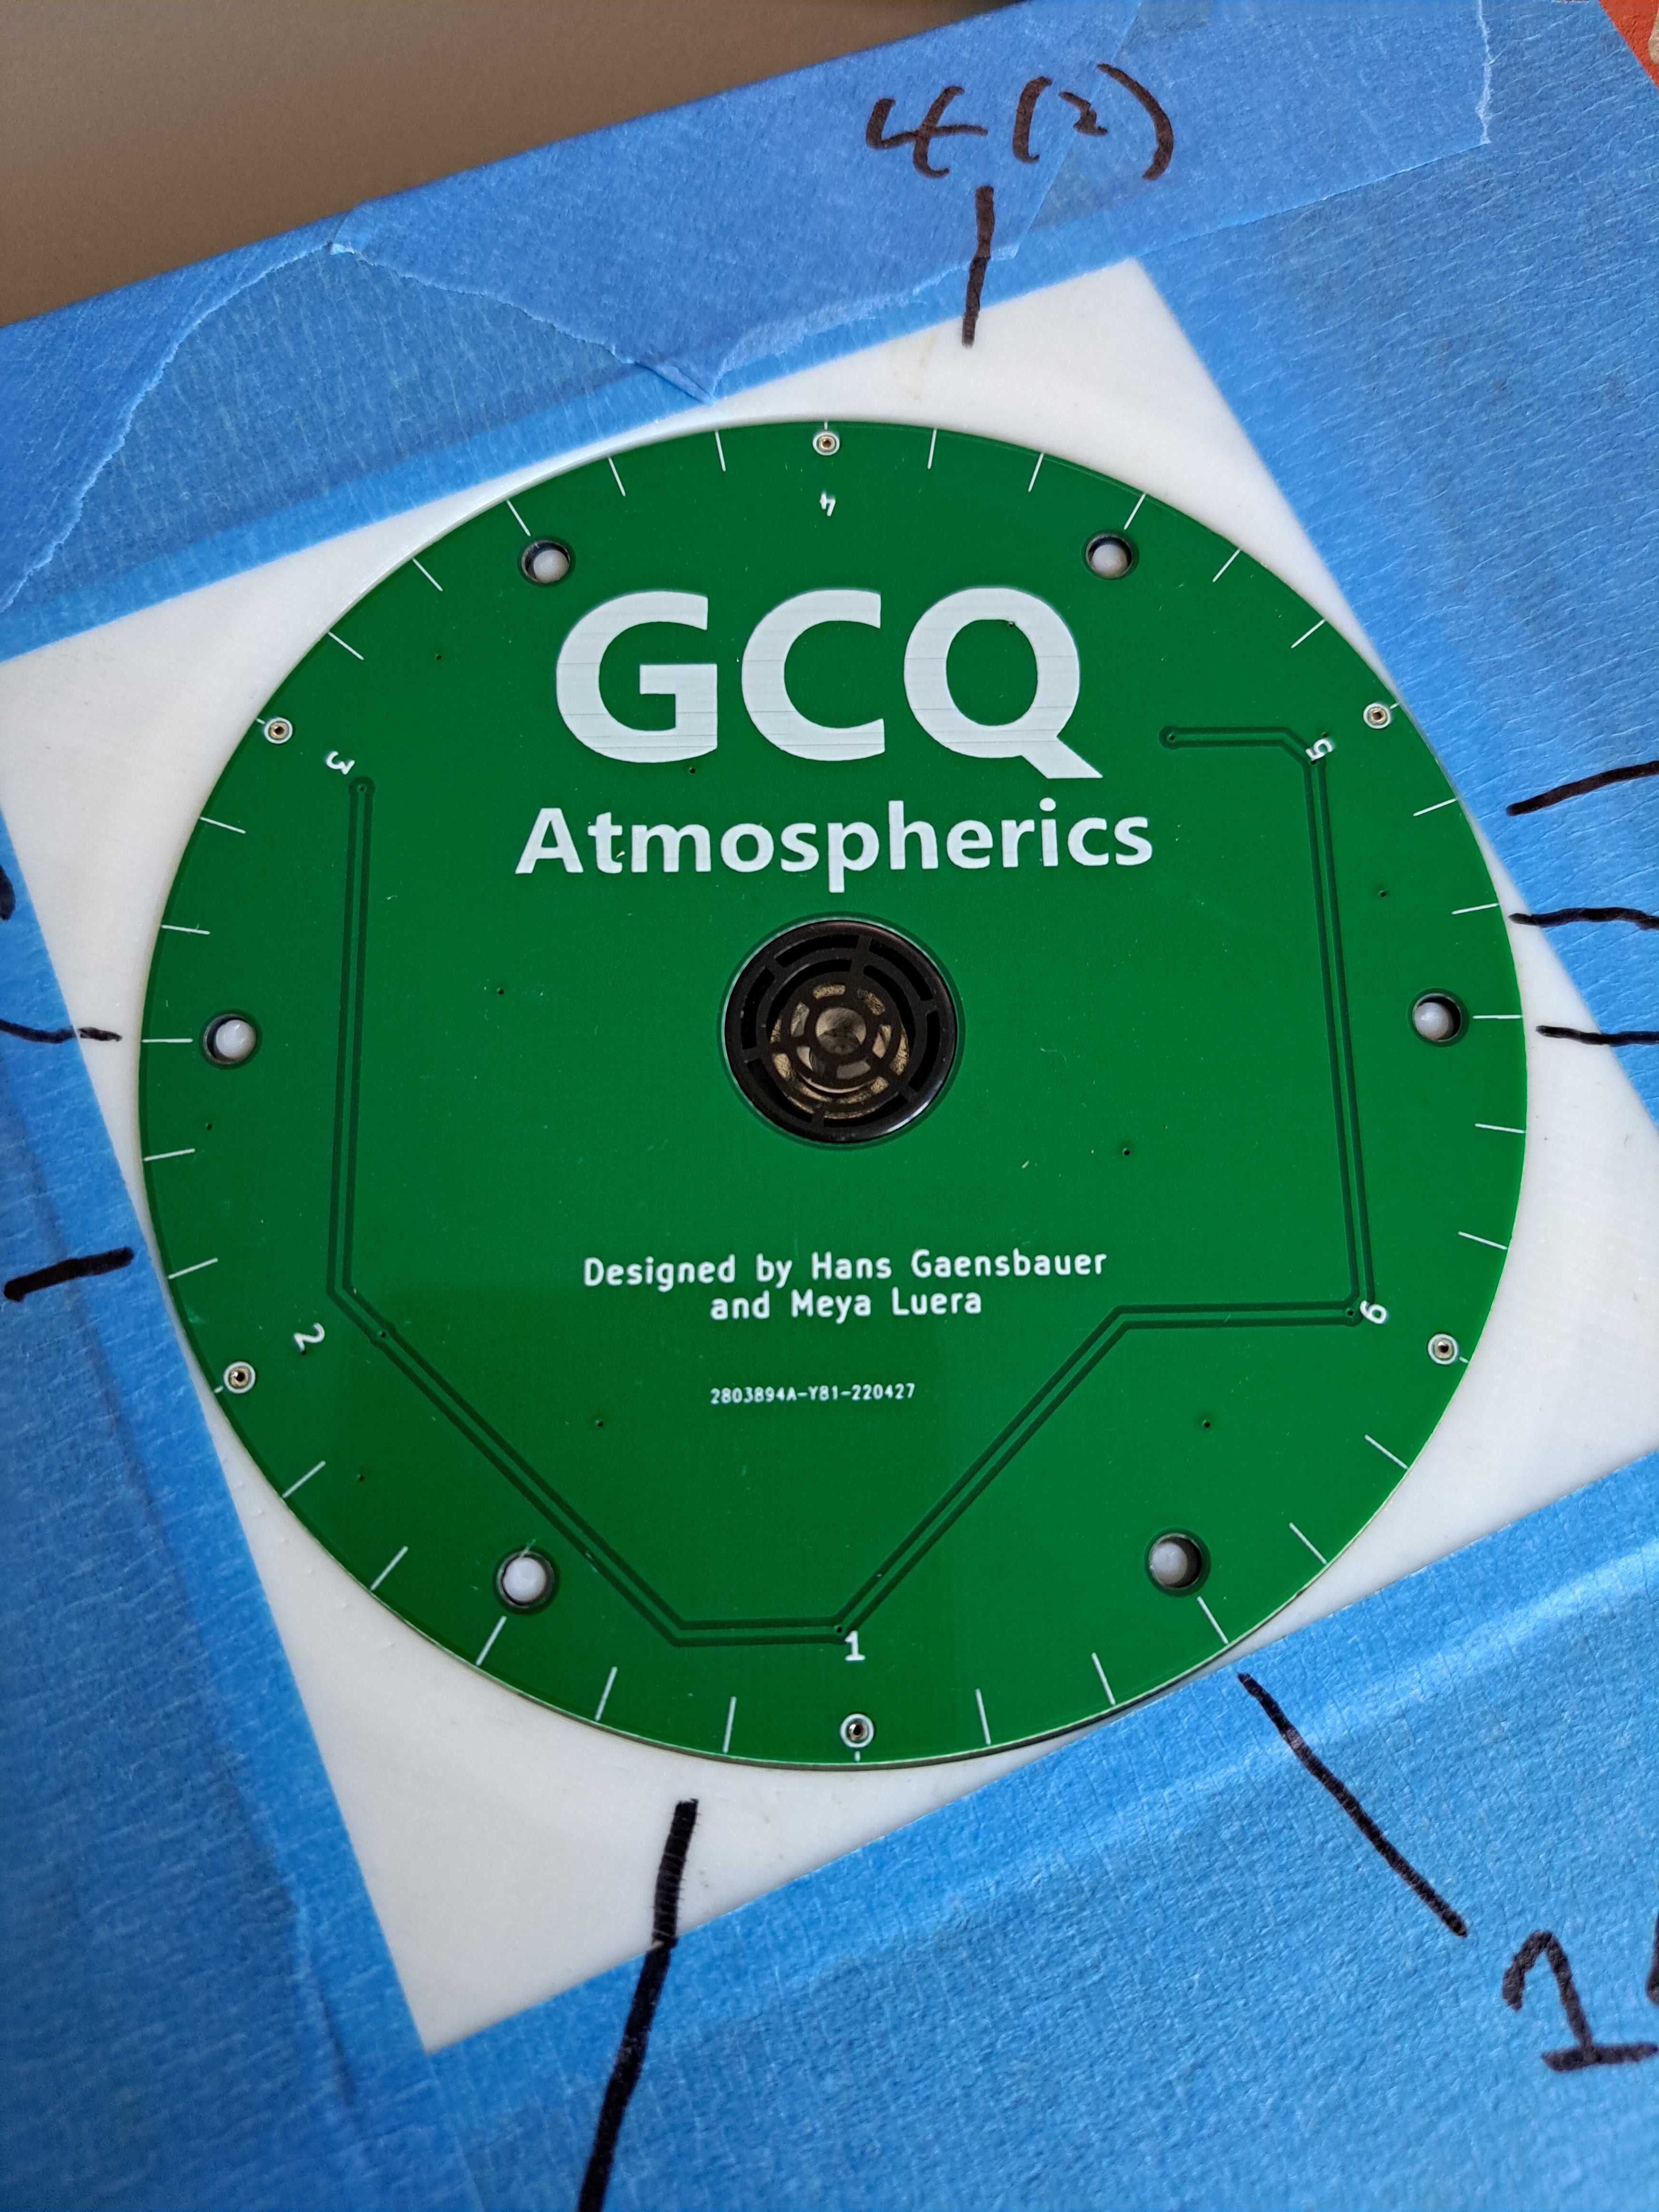 4 (2)
4
GCQ
5
3
Atmospherics
Designed by Hans Gaensbauer
and Meya Luera
6
2
2803894A-Y81-220427
1